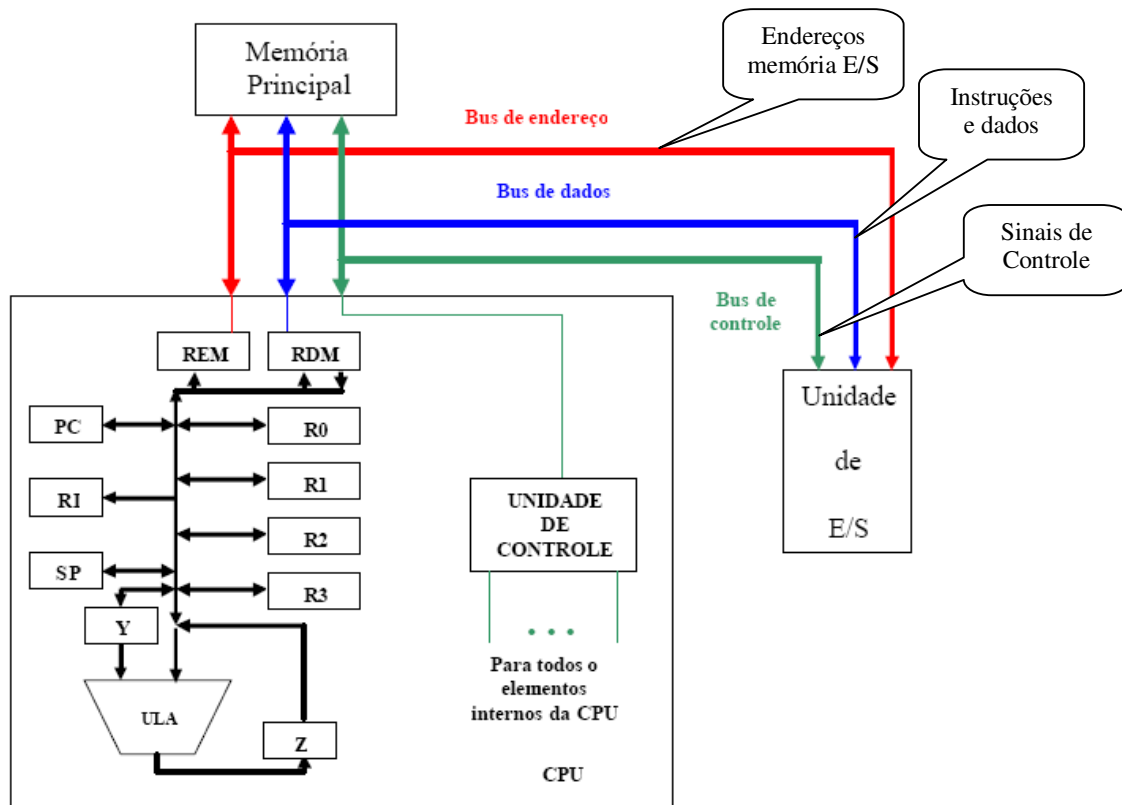 Memória
Principal
Endereços
memória E/S
Instruções
e dados
Bus de endereço
Bus de dados
Sinais de
Controle
Bus de
controle
REM
RDM
Unidade
de
E/S
PC
R0
RI
R1
UNIDADE
DE
CONTROLE
R2
SP
R3
Y
Para todos o
elementos
internos da CPU
ULA
Z
CPU